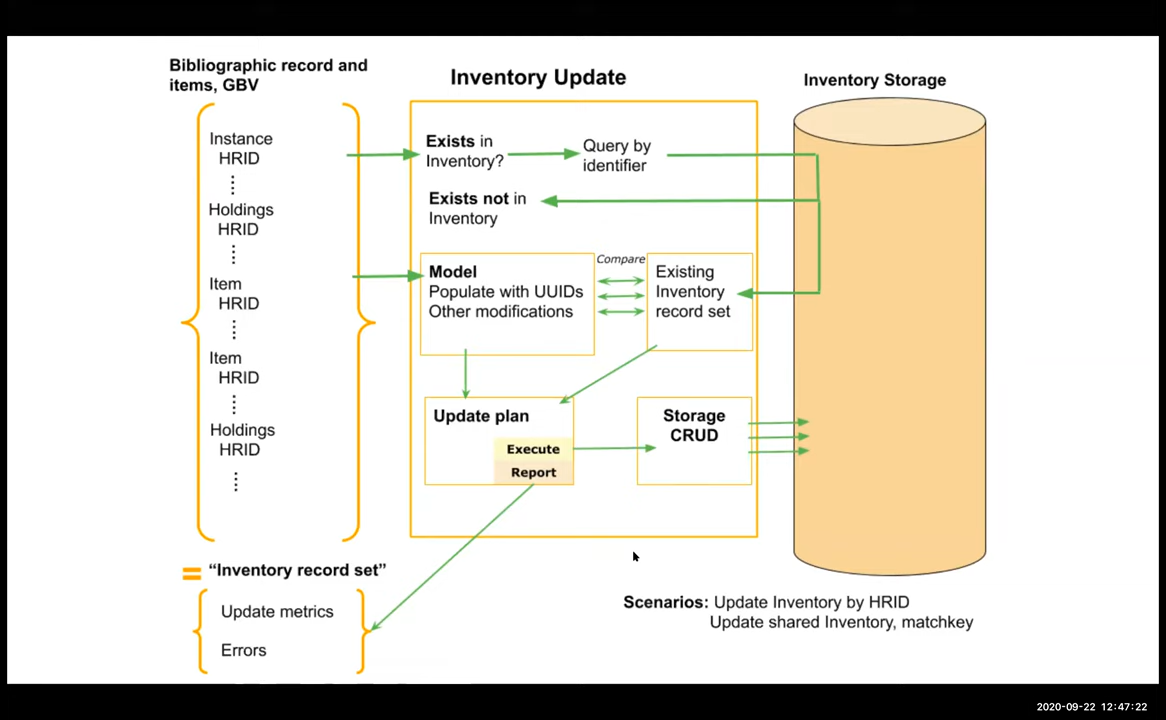 Bibliographic record and
items, GBV
Instance
HRID
Holdings
HRID
Item
HRID
Item
HRID
Holdings
HRID
= "Inventory record set"
Update metrics
Errors
Inventory Update
Exists in
Inventory?
Query by
identifier
Exists not in
Inventory
Model
Populate with UUIDs
Other modifications
Compare
Existing
Inventory
record set
Update plan
Execute
Report
Storage
CRUD
Inventory Storage
Scenarios: Update Inventory by HRID
Update shared Inventory, matchkey
2020-09-22 12:47:22